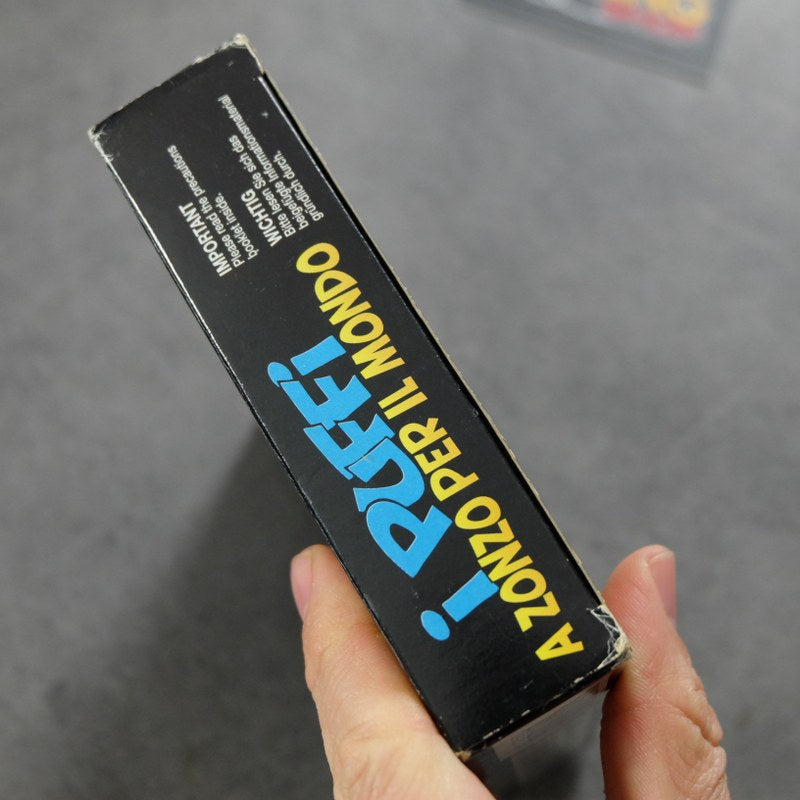 i PUFFi
A ZONZO PER IL MONDO
IMPORTANT
Please read the precautions
booklet inside.
WICHTIG
Bitte lesen Sie sich das
beigefügte Informationsmaterial
gründlich durch.